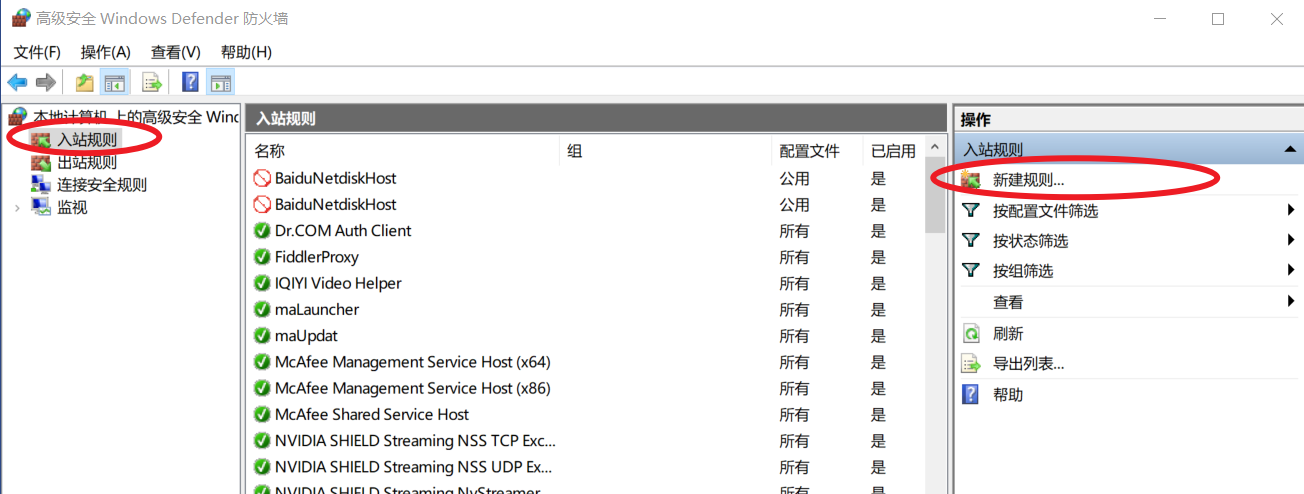 高级安全 Windows Defender 防火墙
文件(F) 操作(A) 查看(V) 帮助(H)
本地计算机 上的高级安全 Wind
入站规则
出站规则
连接安全规则
监视
入站规则
名称 组 配置文件 已启用
BaiduNetdiskHost 公用 是
BaiduNetdiskHost 公用 是
Dr.COM Auth Client 所有 是
FiddlerProxy 所有 是
IQIYI Video Helper 所有 是
maLauncher 所有 是
maUpdat 所有 是
McAfee Management Service Host (x64) 所有 是
McAfee Management Service Host (x86) 所有 是
McAfee Shared Service Host 所有 是
NVIDIA SHIELD Streaming NSS TCP Exc... 所有 是
NVIDIA SHIELD Streaming NSS UDP Ex... 所有 是
NVIDIA SHIELD Streaming NvStreamer 所有 是
操作
入站规则
新建规则...
按配置文件筛选
按状态筛选
按组筛选
查看
刷新
导出列表...
帮助